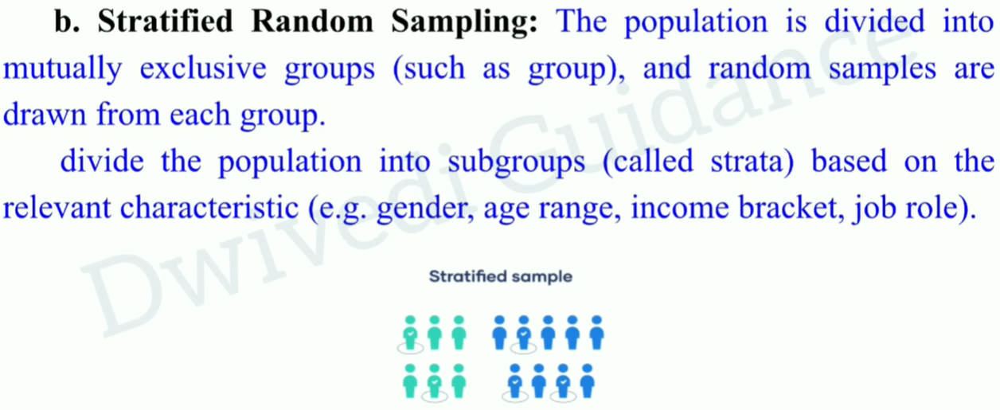 b. Stratified Random Sampling: The population is divided into
mutually exclusive groups (such as group), and random samples are
drawn from each group.
divide the population into subgroups (called strata) based on the
relevant characteristic (e.g. gender, age range, income bracket, job role).
Dwivedi Guidance
Stratified sample